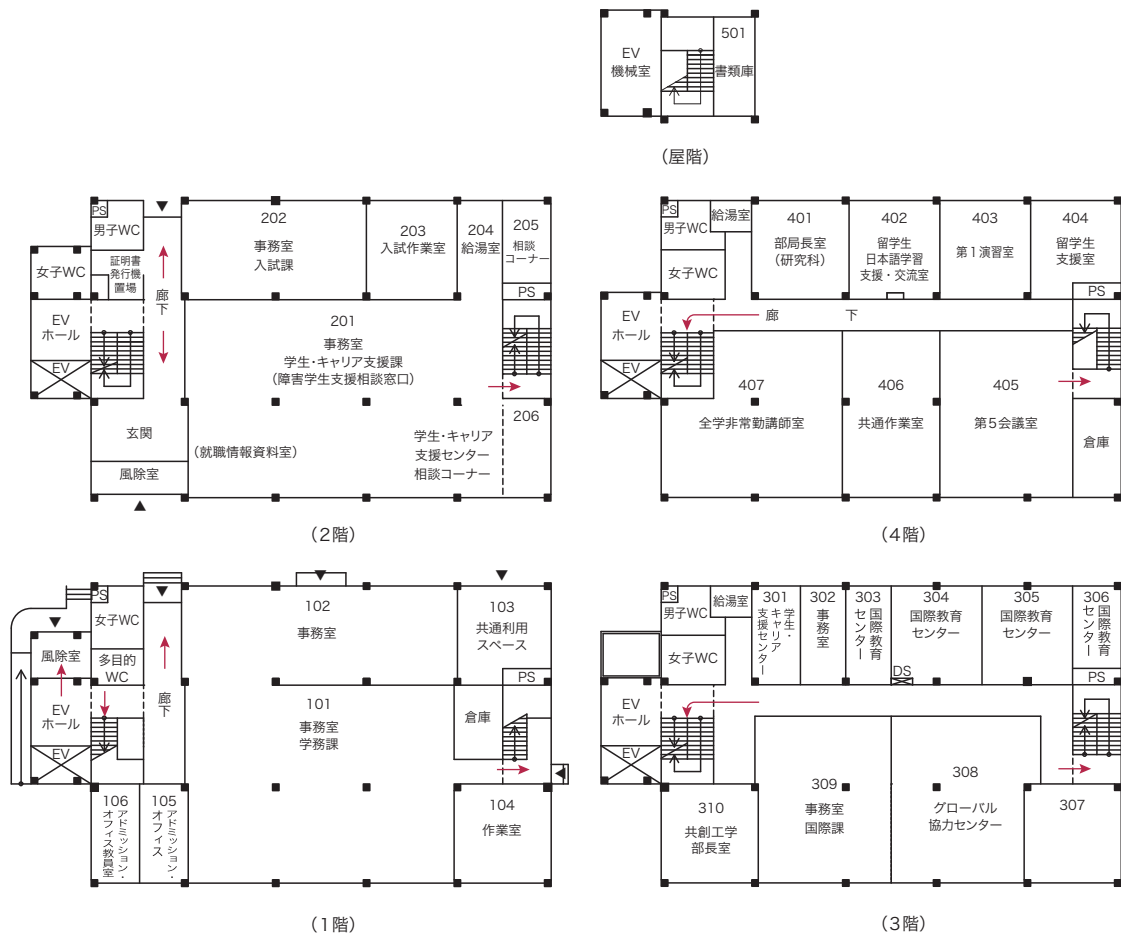 EV
機械室
501
書類庫
(屋階)
PS
男子WC
女子WC
証明書
発行機
置場
廊下
EV
ホール
EV
202
事務室
入試課
203
入試作業室
204
給湯室
205
相談
コーナー
PS
201
事務室
学生・キャリア支援課
(障害学生支援相談窓口)
206
玄関
風除室
(就職情報資料室)
学生・キャリア
支援センター
相談コーナー
(2階)
PS
男子WC
給湯室
女子WC
EV
ホール
EV
401
部局長室
(研究科)
402
留学生
日本語学習
支援・交流室
403
第1演習室
404
留学生
支援室
PS
廊下
407
全学非常勤講師室
406
共通作業室
405
第5会議室
倉庫
(4階)
PS
女子WC
風除室
多目的
WC
廊下
EV
ホール
EV
102
事務室
103
共通利用
スペース
PS
101
事務室
学務課
倉庫
106
アドミッション・
オフィス教員室
105
アドミッション・
オフィス
104
作業室
(1階)
PS
男子WC
給湯室
女子WC
EV
ホール
EV
301
学生・
キャリア
支援センター
302
事務室
303
国際教育
センター
304
国際教育
センター
305
国際教育
センター
306
国際教育
センター
DS
PS
310
共創工学
部長室
309
事務室
国際課
308
グローバル
協力センター
307
(3階)